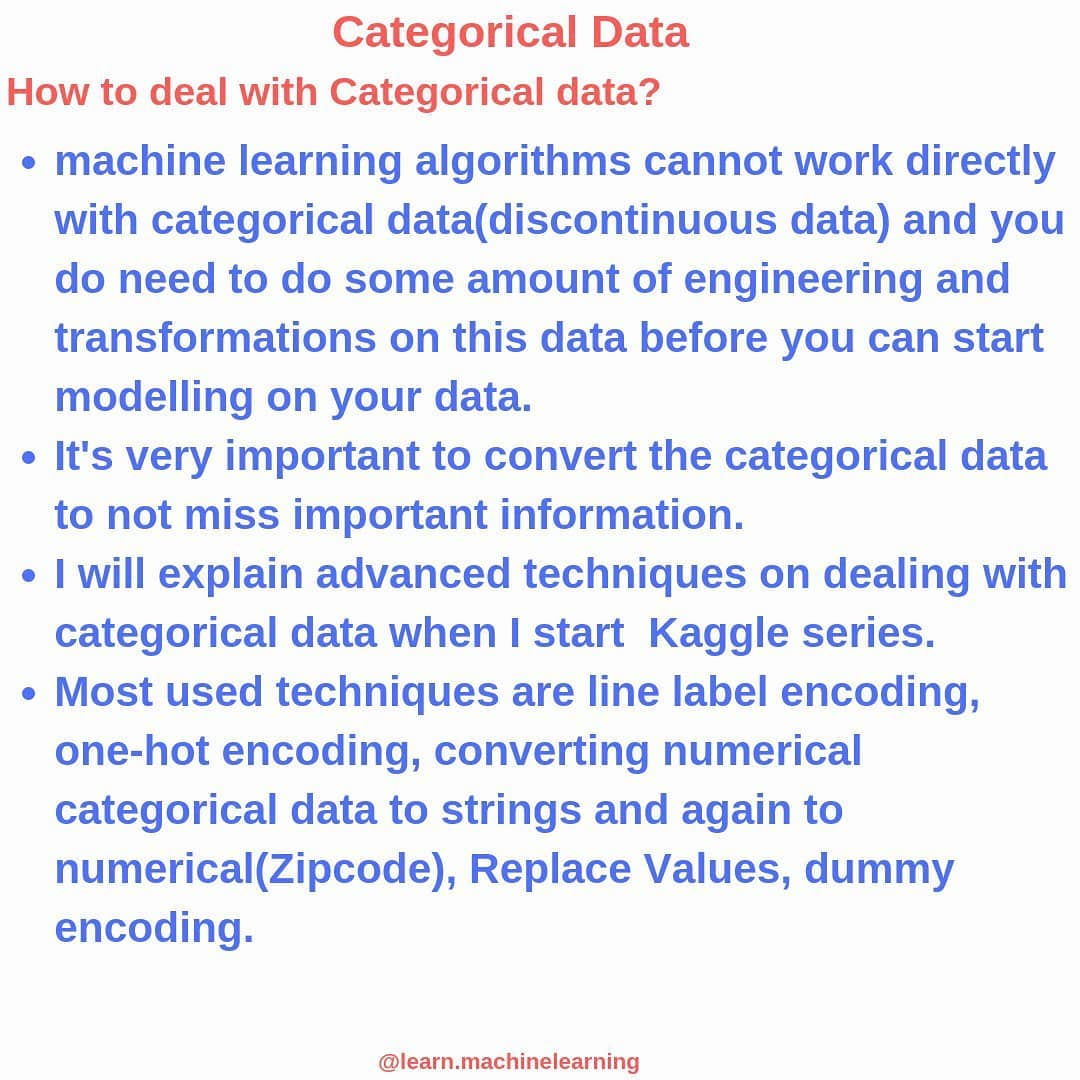 Categorical Data
How to deal with Categorical data?
• machine learning algorithms cannot work directly
with categorical data(discontinuous data) and you
do need to do some amount of engineering and
transformations on this data before you can start
modelling on your data.
• It's very important to convert the categorical data
to not miss important information.
• I will explain advanced techniques on dealing with
categorical data when I start  Kaggle series.
• Most used techniques are line label encoding,
one-hot encoding, converting numerical
categorical data to strings and again to
numerical(Zipcode), Replace Values, dummy
encoding.
@learn.machinelearning